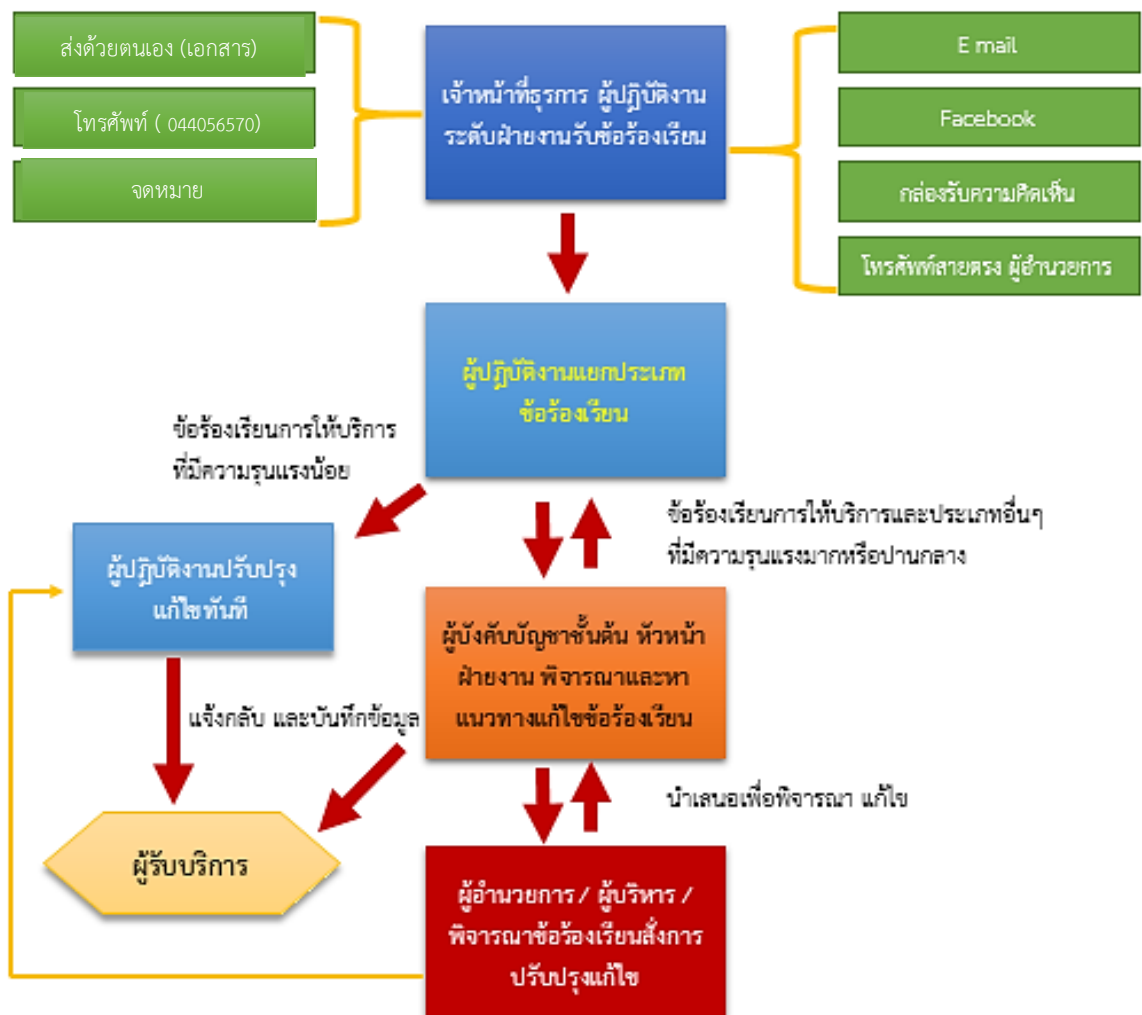 ส่งด้วยตนเอง (เอกสาร)
โทรศัพท์ ( 044056570)
จดหมาย
เจ้าหน้าที่ธุรการ ผู้ปฏิบัติงาน
ระดับฝ่ายงานรับข้อร้องเรียน
E mail
Facebook
กล่องรับความคิดเห็น
โทรศัพท์สายตรง ผู้อำนวยการ
ผู้ปฏิบัติงานแยกประเภท
ข้อร้องเรียน
ข้อร้องเรียนการให้บริการ
ที่มีความรุนแรงน้อย
ข้อร้องเรียนการให้บริการและประเภทอื่นๆ
ที่มีความรุนแรงมากหรือปานกลาง
ผู้ปฏิบัติงานปรับปรุง
แก้ไขทันที
ผู้บังคับบัญชาชั้นต้น หัวหน้า
ฝ่ายงาน พิจารณาและหา
แนวทางแก้ไขข้อร้องเรียน
แจ้งกลับ และบันทึกข้อมูล
นำเสนอเพื่อพิจารณา แก้ไข
ผู้รับบริการ
ผู้อำนวยการ / ผู้บริหาร /
พิจารณาข้อร้องเรียนสั่งการ
ปรับปรุงแก้ไข